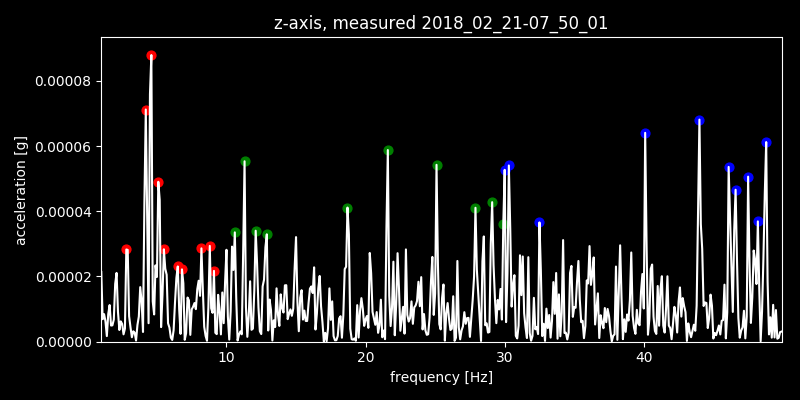 z-axis, measured 2018_02_21-07_50_01
0.00008
0.00006
0.00004
0.00002
0.00000
acceleration [g]
10 20 30 40
frequency [Hz]